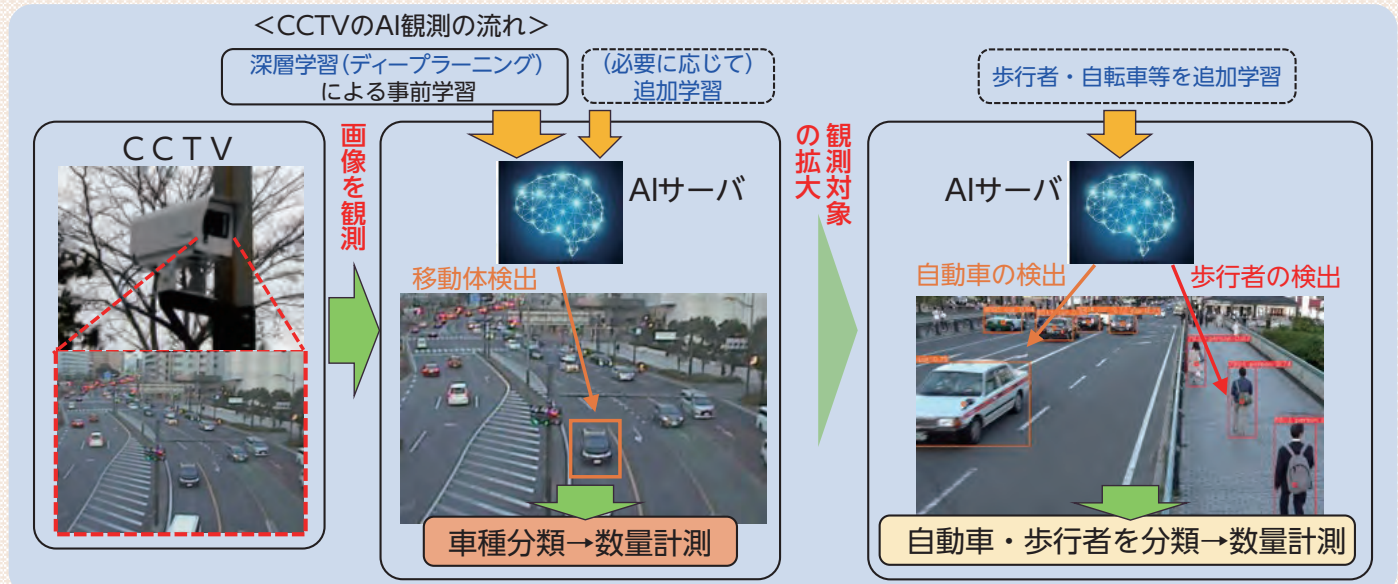 <CCTVのAI観測の流れ>
深層学習(ディープラーニング)
による事前学習
(必要に応じて)
追加学習
歩行者・自転車等を追加学習
CCTV
画像を観測
AIサーバ
移動体検出
車種分類→数量計測
観測対象
の拡大
AIサーバ
自動車の検出
歩行者の検出
自動車・歩行者を分類→数量計測